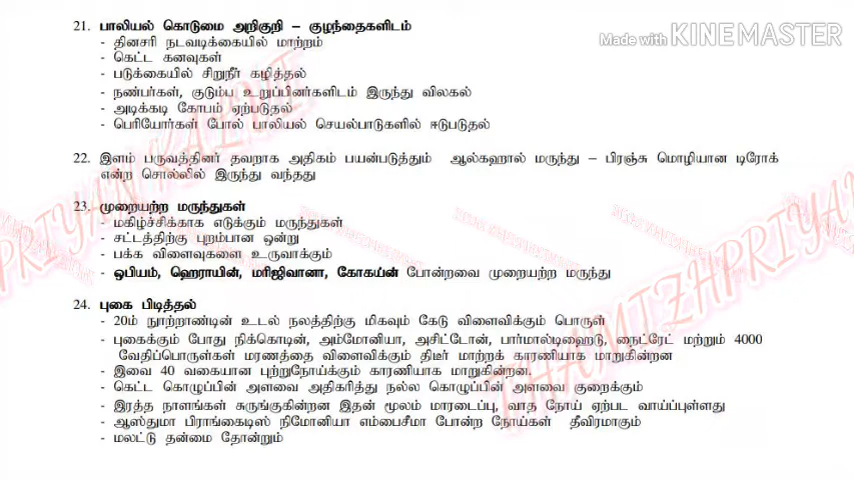 Made with KINEMASTER
21. பாலியல் கொடுமை அறிகுறி – குழந்தைகளிடம்
- தினசரி நடவடிக்கையில் மாற்றம்
- கெட்ட கனவுகள்
- படுக்கையில் சிறுநீர் கழித்தல்
- நண்பர்கள், குடும்ப உறுப்பினர்களிடம் இருந்து விலகல்
- அடிக்கடி கோபம் ஏற்படுதல்
- பெரியோர்கள் போல் பாலியல் செயல்பாடுகளில் ஈடுபடுதல்
22. இளம் பருவத்தினர் தவறாக அதிகம் பயன்படுத்தும் ஆல்கஹால் மருந்து – பிரஞ்சு மொழியான டிரோக்
என்ற சொல்லில் இருந்து வந்தது
23. முறையற்ற மருந்துகள்
- மகிழ்ச்சிக்காக எடுக்கும் மருந்துகள்
- சட்டத்திற்கு புறம்பான ஒன்று
- பக்க விளைவுகளை உருவாக்கும்
- ஒபியம், ஹெராயின், மரிஜிவானா, கோகய்ன் போன்றவை முறையற்ற மருந்து
24. புகை பிடித்தல்
- 20ம் நூாற்றாண்டின் உடல் நலத்திற்கு மிகவும் கேடு விளைவிக்கும் பொருள்
- புகைக்கும் போது நிக்கொடின், அம்மோனியா, அசிட்டோன், பார்மால்டிஹைடு, நைட்ரேட் மற்றும் 4000
வேதிப்பொருள்கள் மரணத்தை விளைவிக்கும் திடீர் மாற்றக் காரணியாக மாறுகின்றன
- இவை 40 வகையான புற்றுநோய்க்கும் காரணியாக மாறுகின்றன.
- கெட்ட கொழுப்பின் அளவை அதிகரித்து நல்ல கொழுப்பின் அளவை குறைக்கும்
- இரத்த நாளங்கள் சுருங்குகின்றன இதன் மூலம் மாரடைப்பு, வாத நோய் ஏற்பட வாய்ப்புள்ளது
- ஆஸ்துமா பிராங்கைடிஸ் நிமோனியா எம்பைசீமா போன்ற நோய்கள் தீவிரமாகும்
- மலட்டு தன்மை தோன்றும்
THAMIZHPRIYAN